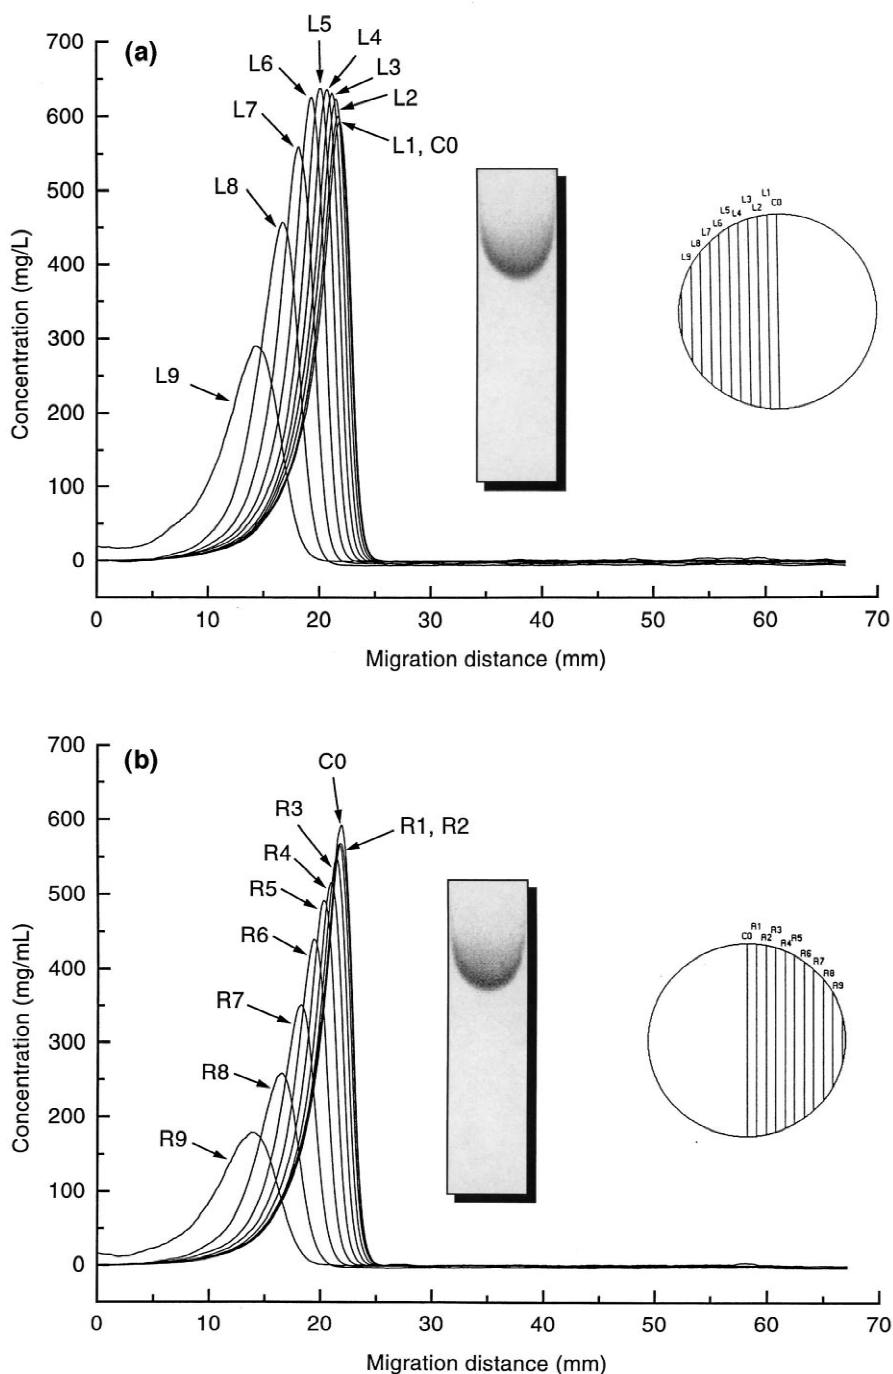 (a)
700
600
500
400
300
200
100
0
Concentration (mg/L)
L5
L4
L6
L3
L2
L7
L1, C0
L8
L9
L1
L3
C0
L5
L2
L4
L6
L7
L8
L9
0
10
20
30
40
50
60
70
Migration distance (mm)
(b)
700
600
500
400
300
200
100
0
Concentration (mg/mL)
C0
R3
R1, R2
R4
R5
R6
R7
R8
R9
R1
C0
R3
R2
R5
R4
R6
R7
R8
R9
0
10
20
30
40
50
60
70
Migration distance (mm)